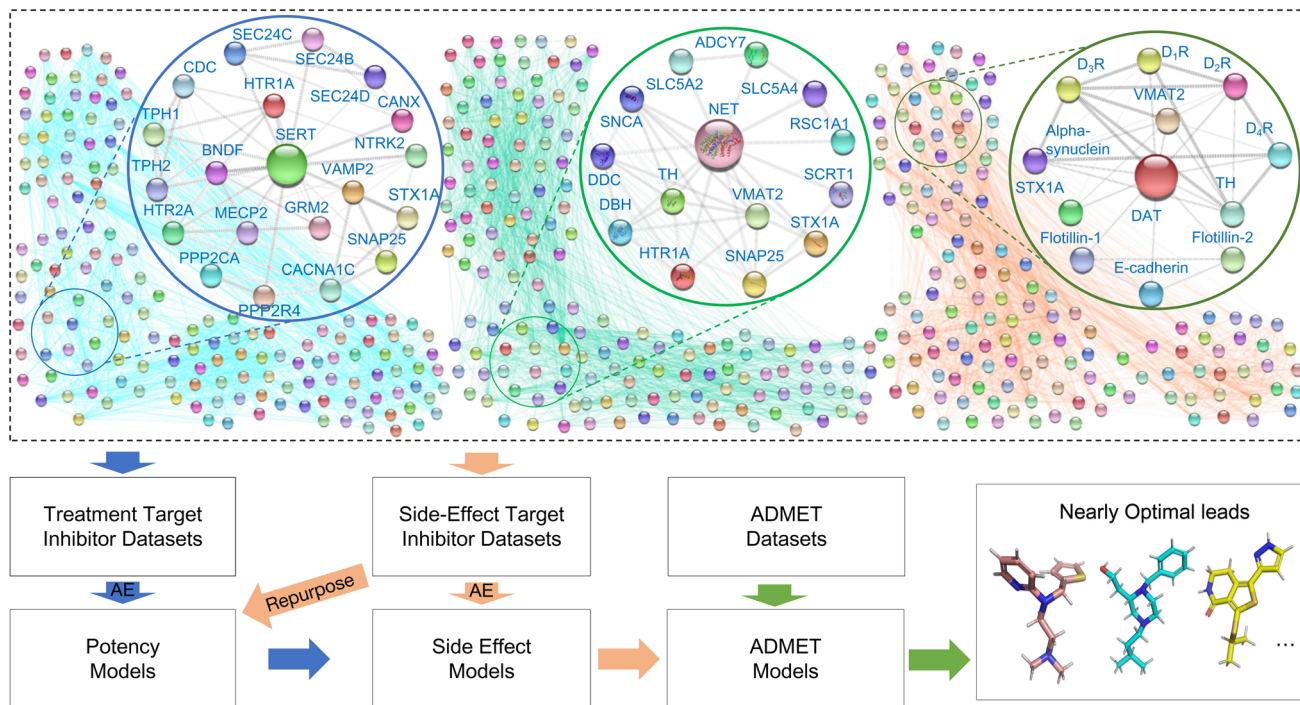 SEC24C
SEC24B
CDC
HTR1A
SEC24D
CANX
TPH1
SERT
NTRK2
BNDF
TPH2
VAMP2
STX1A
HTR2A
MECP2
GRM2
SNAP25
PPP2CA
CACNA1C
PPP2R4
ADCY7
SLC5A2
SLC5A4
NET
SNCA
RSC1A1
DDC
TH
SCRT1
DBH
VMAT2
STX1A
HTR1A
SNAP25
D1R
D3R
D2R
VMAT2
Alpha-
synuclein
D4R
STX1A
TH
DAT
Flotillin-1
Flotillin-2
E-cadherin
Treatment Target
Inhibitor Datasets
Side-Effect Target
Inhibitor Datasets
ADMET
Datasets
Nearly Optimal leads
AE
Repurpose
AE
Potency
Models
Side Effect
Models
ADMET
Models
...